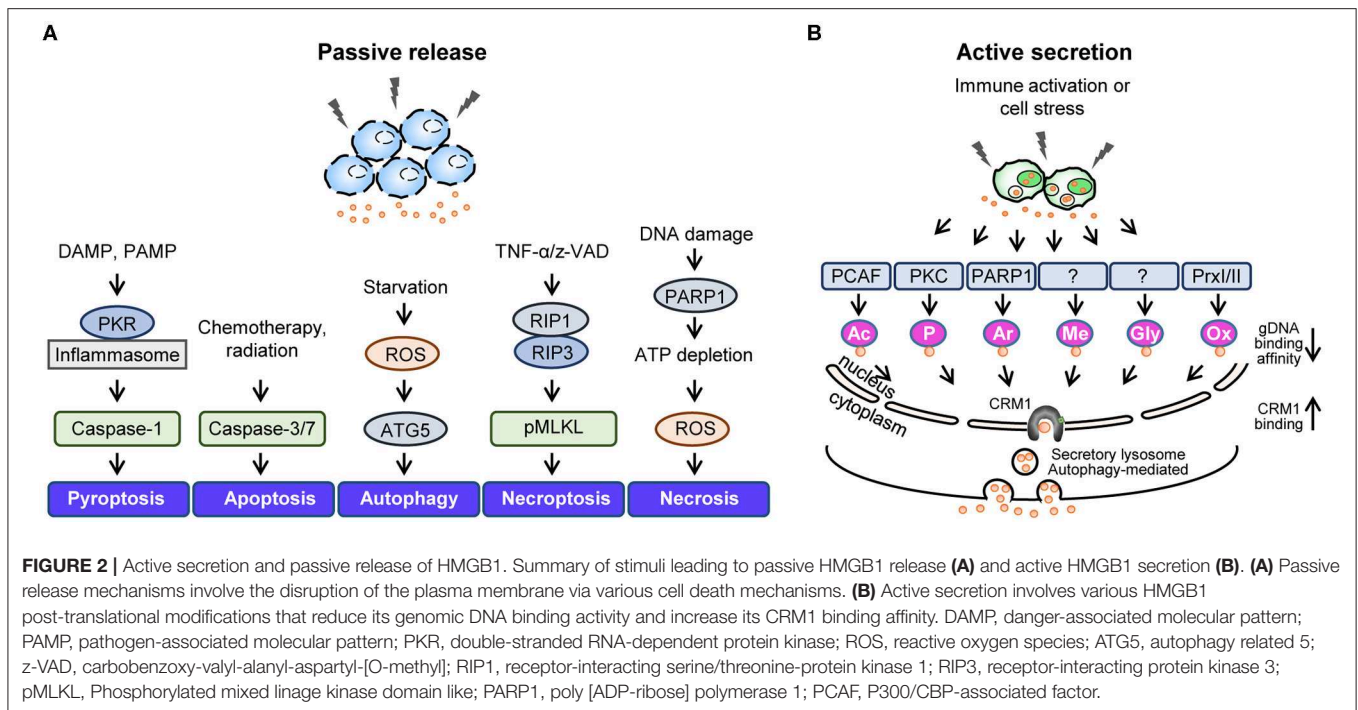 A
Passive release
DAMP, PAMP
PKR
Inflammasome
Caspase-1
Pyroptosis
Chemotherapy,
radiation
Caspase-3/7
Apoptosis
Starvation
ROS
ATG5
Autophagy
TNF-α/z-VAD
RIP1
RIP3
pMLKL
Necroptosis
DNA damage
PARP1
ATP depletion
ROS
Necrosis
B
Active secretion
Immune activation or
cell stress
PCAF PKC PARP1 ? ? PrxI/II
Ac P Ar Me Gly Ox
gDNA
binding
affinity
nucleus
cytoplasm
CRM1
CRM1
binding
Secretory lysosome
Autophagy-mediated
FIGURE 2 | Active secretion and passive release of HMGB1. Summary of stimuli leading to passive HMGB1 release (A) and active HMGB1 secretion (B). (A) Passive
release mechanisms involve the disruption of the plasma membrane via various cell death mechanisms. (B) Active secretion involves various HMGB1
post-translational modifications that reduce its genomic DNA binding activity and increase its CRM1 binding affinity. DAMP, danger-associated molecular pattern;
PAMP, pathogen-associated molecular pattern; PKR, double-stranded RNA-dependent protein kinase; ROS, reactive oxygen species; ATG5, autophagy related 5;
z-VAD, carbobenzoxy-valyl-alanyl-aspartyl-[O-methyl]; RIP1, receptor-interacting serine/threonine-protein kinase 1; RIP3, receptor-interacting protein kinase 3;
pMLKL, Phosphorylated mixed linage kinase domain like; PARP1, poly [ADP-ribose] polymerase 1; PCAF, P300/CBP-associated factor.